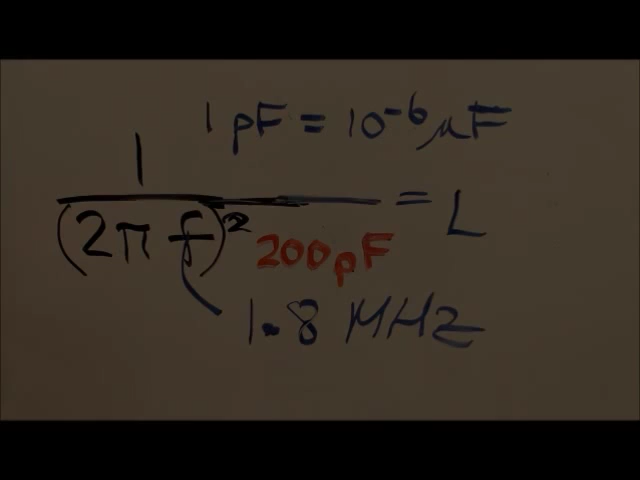 1 pF = 10⁻⁶ μF
1
(2π f)² 200pF = L
1.8 MHz